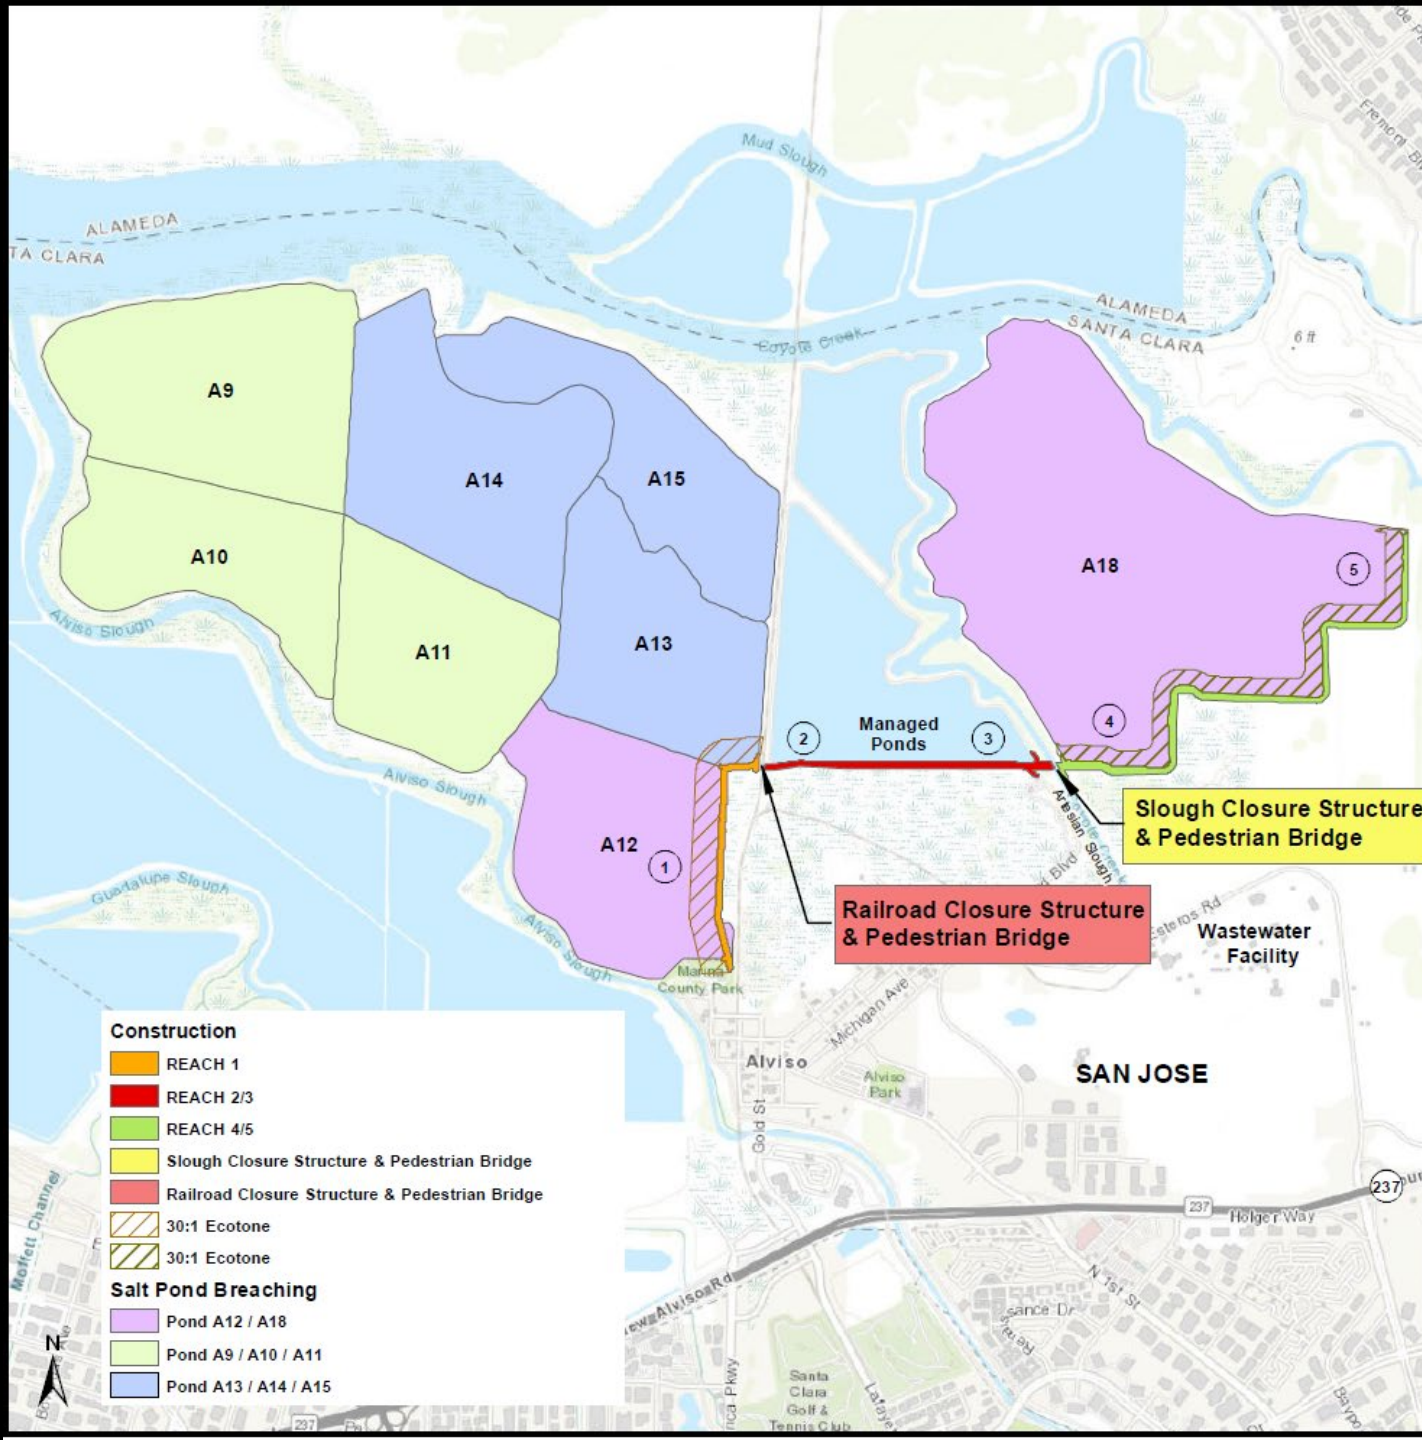 Fremont Blv
Mud Slough
ALAMEDA
TA CLARA
ALAMEDA
SANTA CLARA
Coyote Creek
6 ft
A9
A14
A15
A10
A18
5
Alviso Slough
A11
A13
4
2
Managed
Ponds
3
Alviso Slough
Slough Closure Structure
& Pedestrian Bridge
Artesian Slough
A12
1
d Blvd
Guadalupe Slough
Railroad Closure Structure
& Pedestrian Bridge
Esteros Rd
Wastewater
Facility
Alviso Slough
Marina
County Park
Michigan Ave
Alviso
Alviso
Park
SAN JOSE
Gold St
Construction
REACH 1
REACH 2/3
REACH 4/5
Slough Closure Structure & Pedestrian Bridge
Railroad Closure Structure & Pedestrian Bridge
30:1 Ecotone
30:1 Ecotone
Salt Pond Breaching
Pond A12 / A18
Pond A9 / A10 / A11
Pond A13 / A14 / A15
Moffett Channel
N
237
237
Holger Way
N 1st St
237
Santa
Clara
Golf &
Tennis Club